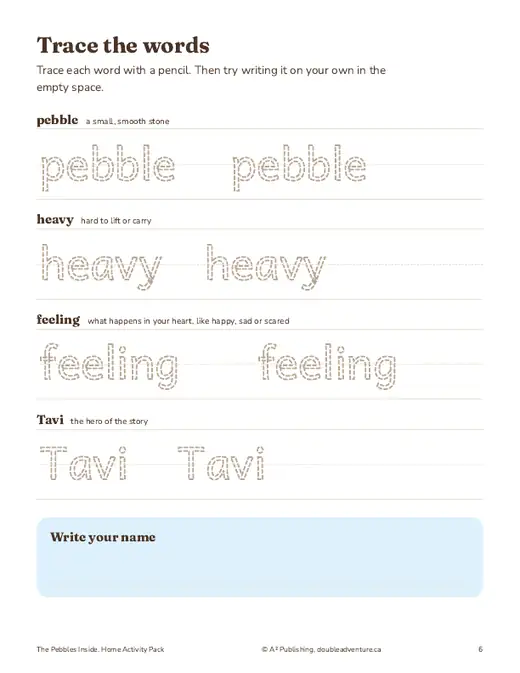 Trace the words
Trace each word with a pencil. Then try writing it on your own in the
empty space.
pebble a small, smooth stone
pebble pebble
heavy hard to lift or carry
heavy heavy
feeling what happens in your heart, like happy, sad or scared
feeling feeling
Tavi the hero of the story
Tavi Tavi
Write your name
The Pebbles Inside. Home Activity Pack © A² Publishing, doubleadventure.ca 6